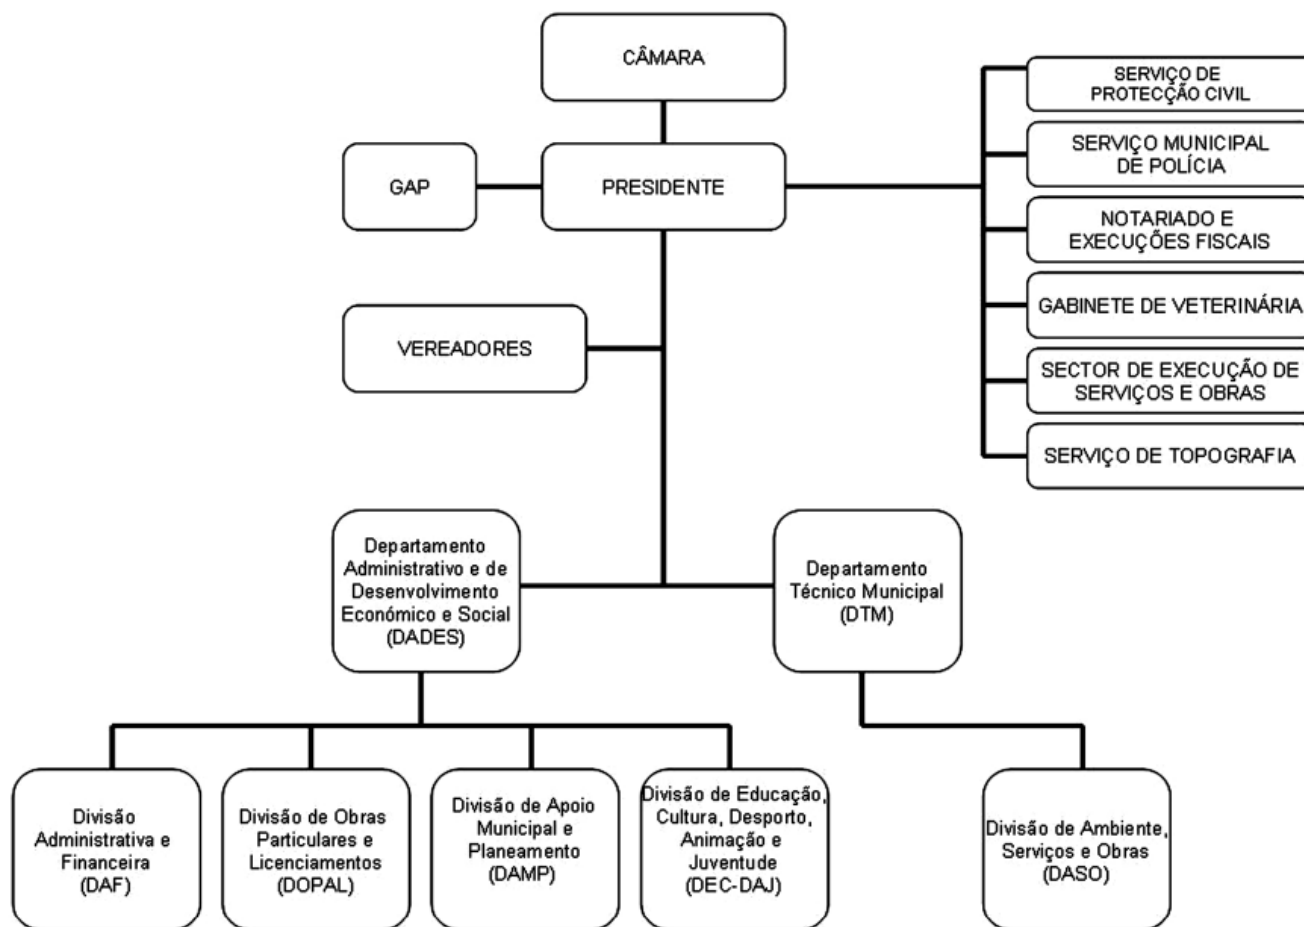 CÂMARA
GAP
PRESIDENTE
VEREADORES
SERVIÇO DE
PROTECÇÃO CIVIL
SERVIÇO MUNICIPAL
DE POLÍCIA
NOTARIADO E
EXECUÇÕES FISCAIS
GABINETE DE VETERINÁRIA
SECTOR DE EXECUÇÃO DE
SERVIÇOS E OBRAS
SERVIÇO DE TOPOGRAFIA
Departamento
Administrativo e de
Desenvolvimento
Económico e Social
(DADES)
Departamento
Técnico Municipal
(DTM)
Divisão
Administrativa e
Financeira
(DAF)
Divisão de Obras
Particulares e
Licenciamentos
(DOPAL)
Divisão de Apoio
Municipal e
Planeamento
(DAMP)
Divisão de Educação,
Cultura, Desporto,
Animação e
Juventude
(DEC-DAJ)
Divisão de Ambiente,
Serviços e Obras
(DASO)